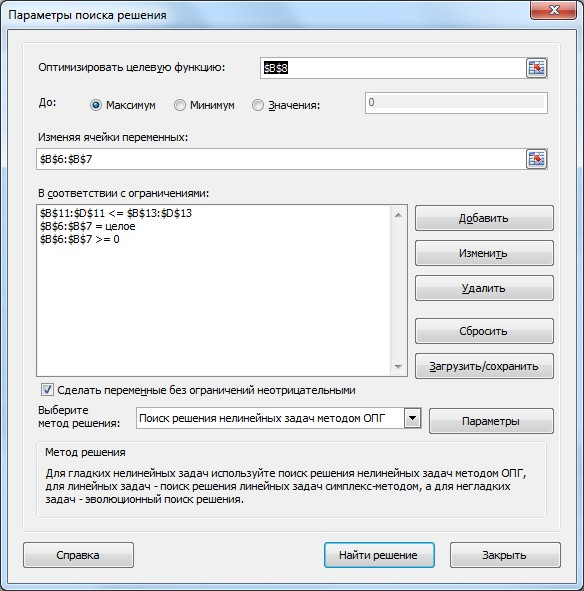 Параметры поиска решения
Оптимизировать целевую функцию: $B$8
До: Максимум Минимум Значения: 0
Изменяя ячейки переменных:
$B$6:$B$7
В соответствии с ограничениями:
$B$11:$D$11 <= $B$13:$D$13
$B$6:$B$7 = целое
$B$6:$B$7 >= 0
Добавить
Изменить
Удалить
Сбросить
Загрузить/сохранить
Сделать переменные без ограничений неотрицательными
Выберите
метод решения:
Поиск решения нелинейных задач методом ОПГ
Параметры
Метод решения
Для гладких нелинейных задач используйте поиск решения нелинейных задач методом ОПГ,
для линейных задач - поиск решения линейных задач симплекс-методом, а для негладких
задач - эволюционный поиск решения.
Справка Найти решение Закрыть